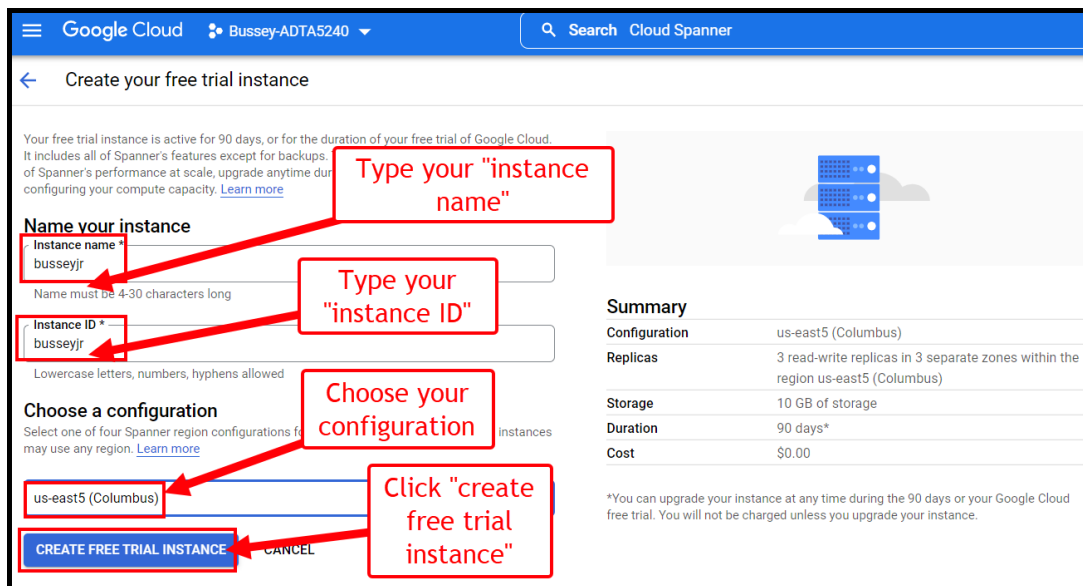 Google Cloud
Bussey-ADTA5240
Search Cloud Spanner
Create your free trial instance
Your free trial instance is active for 90 days, or for the duration of your free trial of Google Cloud.
It includes all of Spanner's features except for backups.
of Spanner's performance at scale, upgrade anytime
configuring your compute capacity. Learn more
Type your "instance
name"
Name your instance
Instance name *
busseyjr
Name must be 4-30 characters long
Type your
"instance ID"
Instance ID *
busseyjr
Lowercase letters, numbers, hyphens allowed
Choose your
configuration
Choose a configuration
Select one of four Spanner region configurations instances
may use any region. Learn more
us-east5 (Columbus)
Click "create
free trial
instance"
CREATE FREE TRIAL INSTANCE
CANCEL
Summary
Configuration us-east5 (Columbus)
Replicas 3 read-write replicas in 3 separate zones within the
region us-east5 (Columbus)
Storage 10 GB of storage
Duration 90 days*
Cost $0.00
*You can upgrade your instance at any time during the 90 days or your Google Cloud
free trial. You will not be charged unless you upgrade your instance.